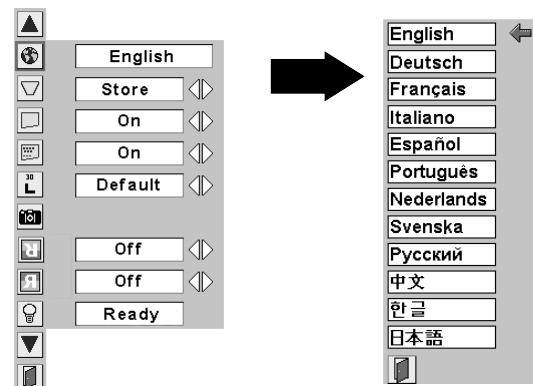 English
Store
On
On
30
L
Default
Off
Off
Ready
English
Deutsch
Français
Italiano
Español
Português
Nederlands
Svenska
Русский
中文
한글
日本語